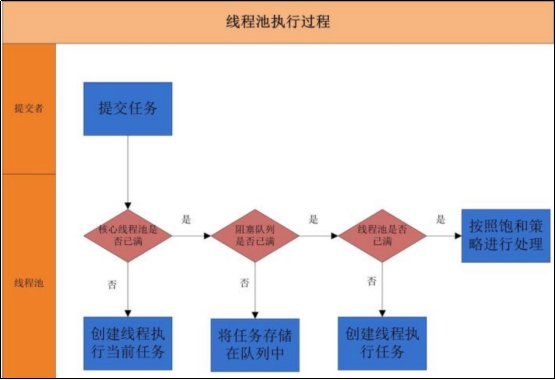 线程池执行过程
提交者
提交任务
线程池
核心线程池是
否已满
是
阻塞队列
是否已满
是
线程池是否
已满
是
按照饱和策
略进行处理
否
否
否
创建线程执
行当前任务
将任务存储
在队列中
创建线程执
行任务